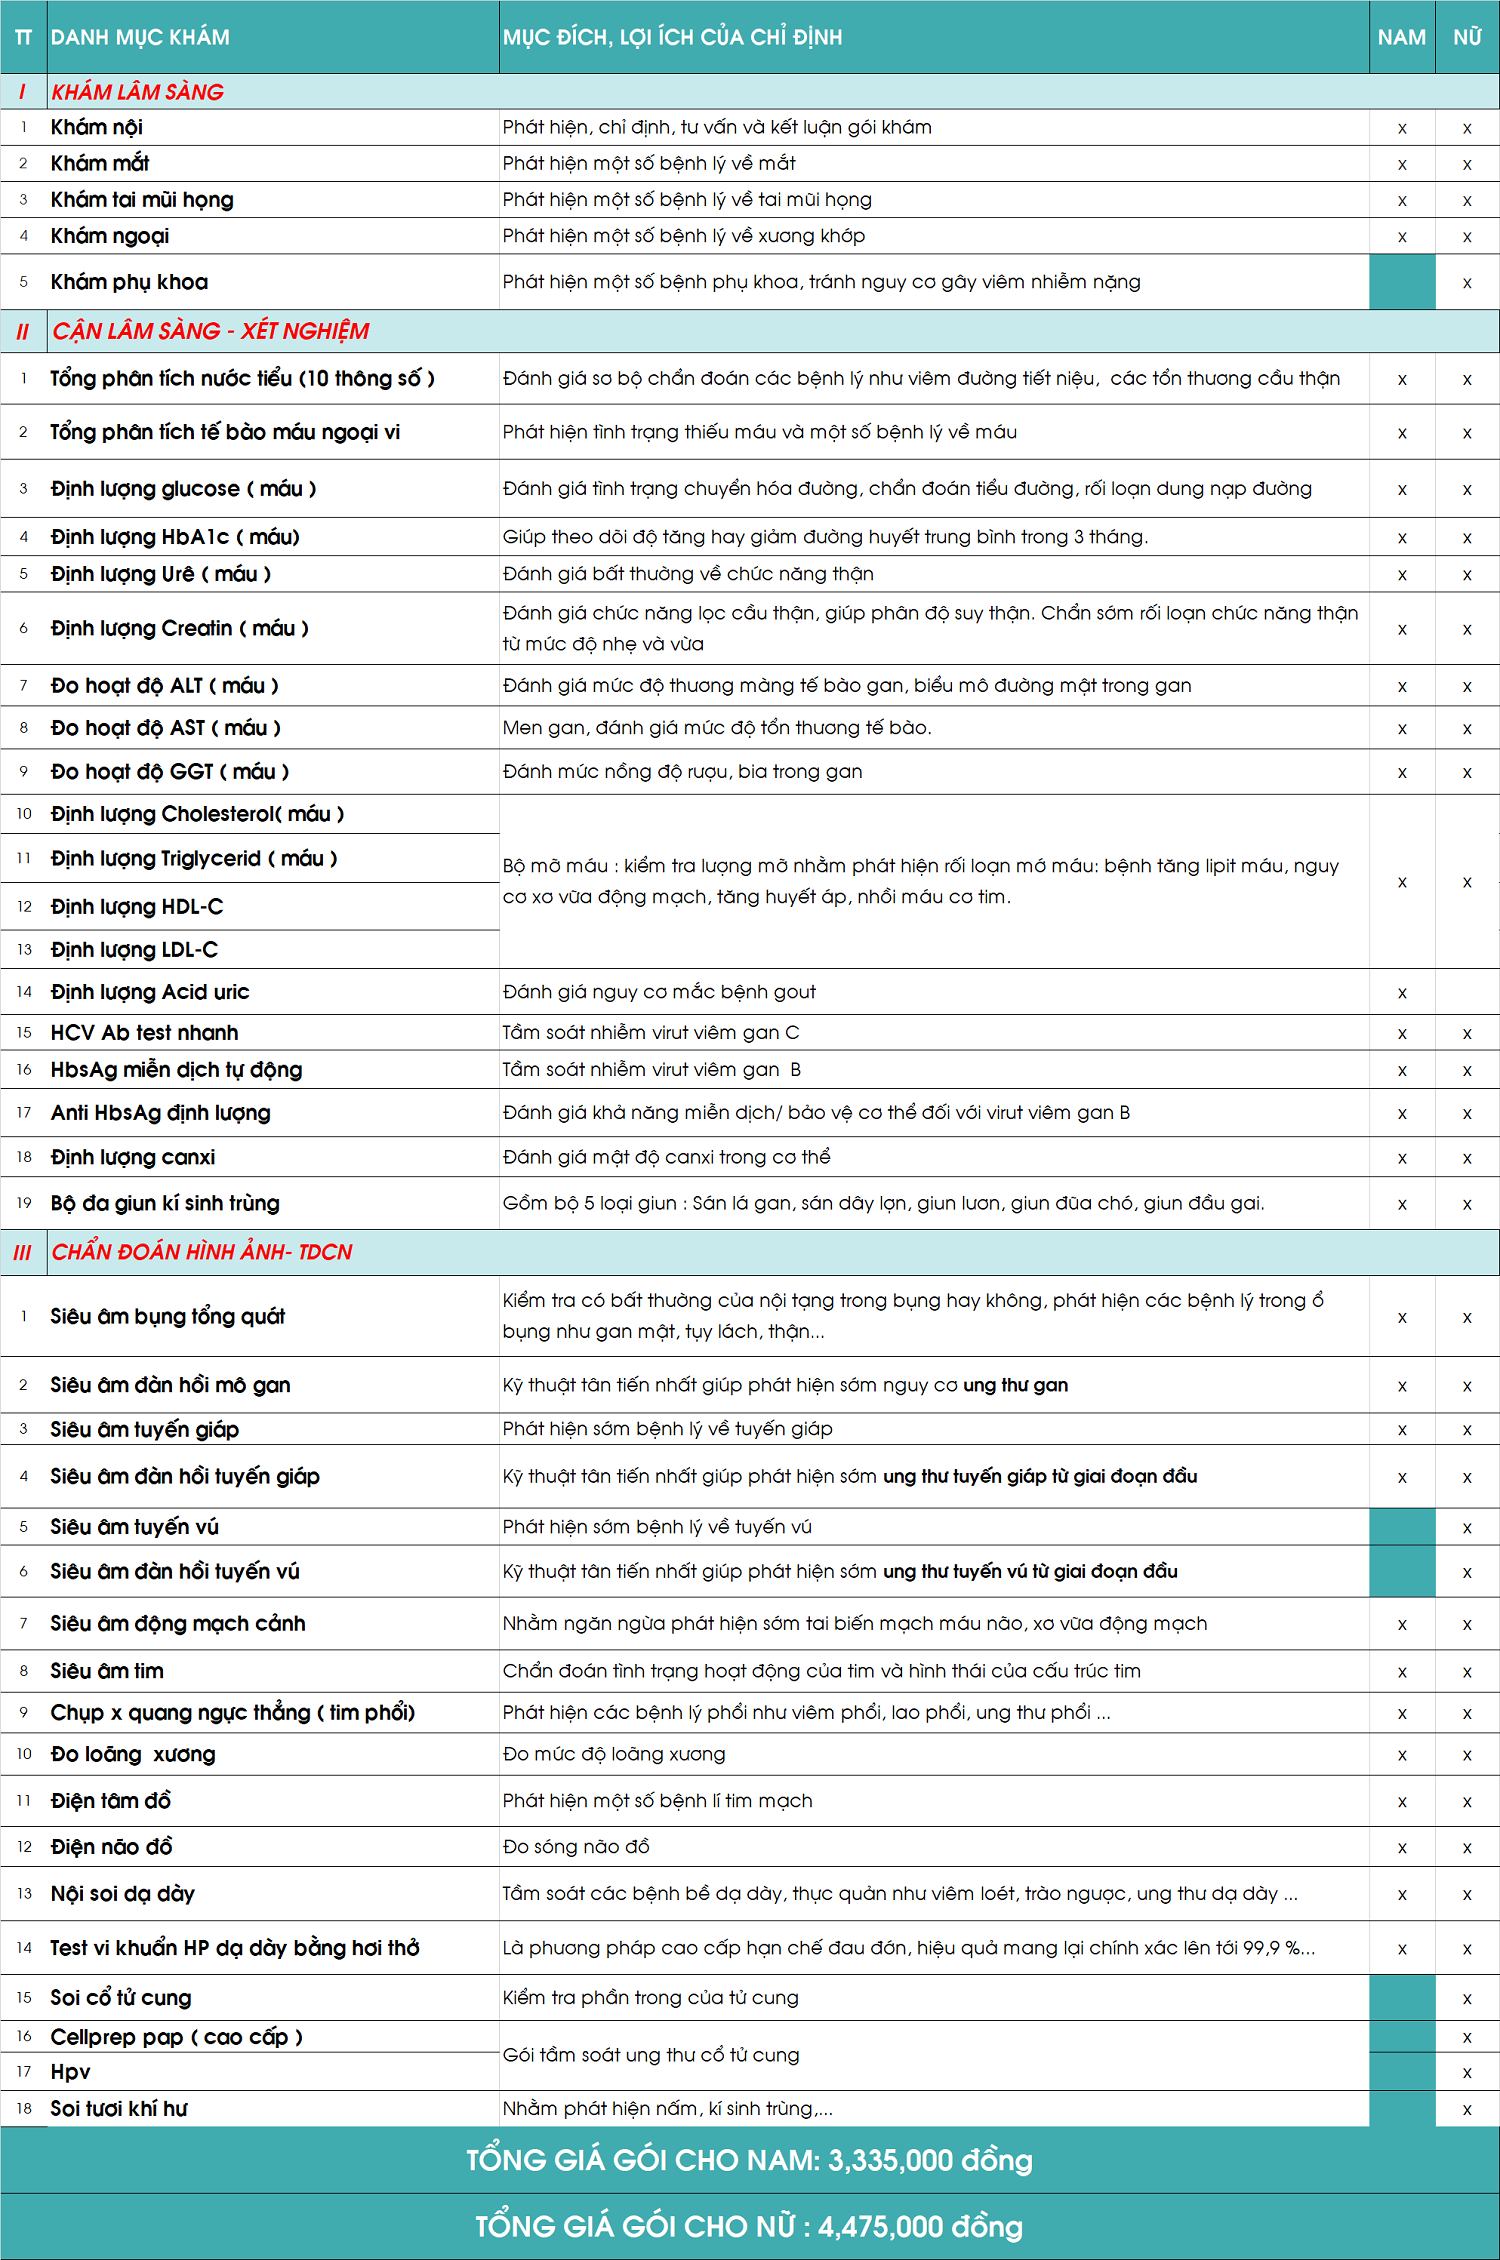 TT DANH MỤC KHÁM MỤC ĐÍCH, LỢI ÍCH CỦA CHỈ ĐỊNH NAM NỮ
I KHÁM LÂM SÀNG
1 Khám nội Phát hiện, chỉ định, tư vấn và kết luận gói khám x x
2 Khám mắt Phát hiện một số bệnh lý về mắt x x
3 Khám tai mũi họng Phát hiện một số bệnh lý về tai mũi họng x x
4 Khám ngoại Phát hiện một số bệnh lý về xương khớp x x
5 Khám phụ khoa Phát hiện một số bệnh phụ khoa, tránh nguy cơ gây viêm nhiễm nặng x
II CẬN LÂM SÀNG - XÉT NGHIỆM
1 Tổng phân tích nước tiểu (10 thông số ) Đánh giá sơ bộ chẩn đoán các bệnh lý như viêm đường tiết niệu, các tổn thương cầu thận x x
2 Tổng phân tích tế bào máu ngoại vi Phát hiện tình trạng thiếu máu và một số bệnh lý về máu x x
3 Định lượng glucose ( máu ) Đánh giá tình trạng chuyển hóa đường, chẩn đoán tiểu đường, rối loạn dung nạp đường x x
4 Định lượng HbA1c ( máu) Giúp theo dõi độ tăng hay giảm đường huyết trung bình trong 3 tháng. x x
5 Định lượng Urê ( máu ) Đánh giá bất thường về chức năng thận x x
6 Định lượng Creatin ( máu ) Đánh giá chức năng lọc cầu thận, giúp phân độ suy thận. Chẩn sớm rối loạn chức năng thận
từ mức độ nhẹ và vừa x x
7 Đo hoạt độ ALT ( máu ) Đánh giá mức độ thương màng tế bào gan, biểu mô đường mật trong gan x x
8 Đo hoạt độ AST ( máu ) Men gan, đánh giá mức độ tổn thương tế bào. x x
9 Đo hoạt độ GGT ( máu ) Đánh mức nồng độ rượu, bia trong gan x x
10 Định lượng Cholesterol( máu )
11 Định lượng Triglycerid ( máu )
Bộ mỡ máu : kiểm tra lượng mỡ nhằm phát hiện rối loạn mớ máu: bệnh tăng lipit máu, nguy
cơ xơ vữa động mạch, tăng huyết áp, nhồi máu cơ tim. x x
12 Định lượng HDL-C
13 Định lượng LDL-C
14 Định lượng Acid uric Đánh giá nguy cơ mắc bệnh gout x
15 HCV Ab test nhanh Tầm soát nhiễm virut viêm gan C x x
16 HbsAg miễn dịch tự động Tầm soát nhiễm virut viêm gan B x x
17 Anti HbsAg định lượng Đánh giá khả năng miễn dịch/ bảo vệ cơ thể đối với virut viêm gan B x x
18 Định lượng canxi Đánh giá mật độ canxi trong cơ thể x x
19 Bộ đa giun kí sinh trùng Gồm bộ 5 loại giun : Sán lá gan, sán dây lợn, giun lươn, giun đũa chó, giun đầu gai. x x
III CHẨN ĐOÁN HÌNH ẢNH- TDCN
1 Siêu âm bụng tổng quát Kiểm tra có bất thường của nội tạng trong bụng hay không, phát hiện các bệnh lý trong ổ
bụng như gan mật, tụy lách, thận... x x
2 Siêu âm đàn hồi mô gan Kỹ thuật tân tiến nhất giúp phát hiện sớm nguy cơ ung thư gan x x
3 Siêu âm tuyến giáp Phát hiện sớm bệnh lý về tuyến giáp x x
4 Siêu âm đàn hồi tuyến giáp Kỹ thuật tân tiến nhất giúp phát hiện sớm ung thư tuyến giáp từ giai đoạn đầu x x
5 Siêu âm tuyến vú Phát hiện sớm bệnh lý về tuyến vú x
6 Siêu âm đàn hồi tuyến vú Kỹ thuật tân tiến nhất giúp phát hiện sớm ung thư tuyến vú từ giai đoạn đầu x
7 Siêu âm động mạch cảnh Nhằm ngăn ngừa phát hiện sớm tai biến mạch máu não, xơ vữa động mạch x x
8 Siêu âm tim Chẩn đoán tình trạng hoạt động của tim và hình thái của cấu trúc tim x x
9 Chụp x quang ngực thẳng ( tim phổi) Phát hiện các bệnh lý phổi như viêm phổi, lao phổi, ung thư phổi ... x x
10 Đo loãng xương Đo mức độ loãng xương x x
11 Điện tâm đồ Phát hiện một số bệnh lí tim mạch x x
12 Điện não đồ Đo sóng não đồ x x
13 Nội soi dạ dày Tầm soát các bệnh bề dạ dày, thực quản như viêm loét, trào ngược, ung thư dạ dày ... x x
14 Test vi khuẩn HP dạ dày bằng hơi thở Là phương pháp cao cấp hạn chế đau đớn, hiệu quả mang lại chính xác lên tới 99,9 %... x x
15 Soi cổ tử cung Kiểm tra phần trong của tử cung x
16 Cellprep pap ( cao cấp ) x
Gói tầm soát ung thư cổ tử cung
17 Hpv x
18 Soi tươi khí hư Nhằm phát hiện nấm, kí sinh trùng,... x
TỔNG GIÁ GÓI CHO NAM: 3,335,000 đồng
TỔNG GIÁ GÓI CHO NỮ : 4,475,000 đồng